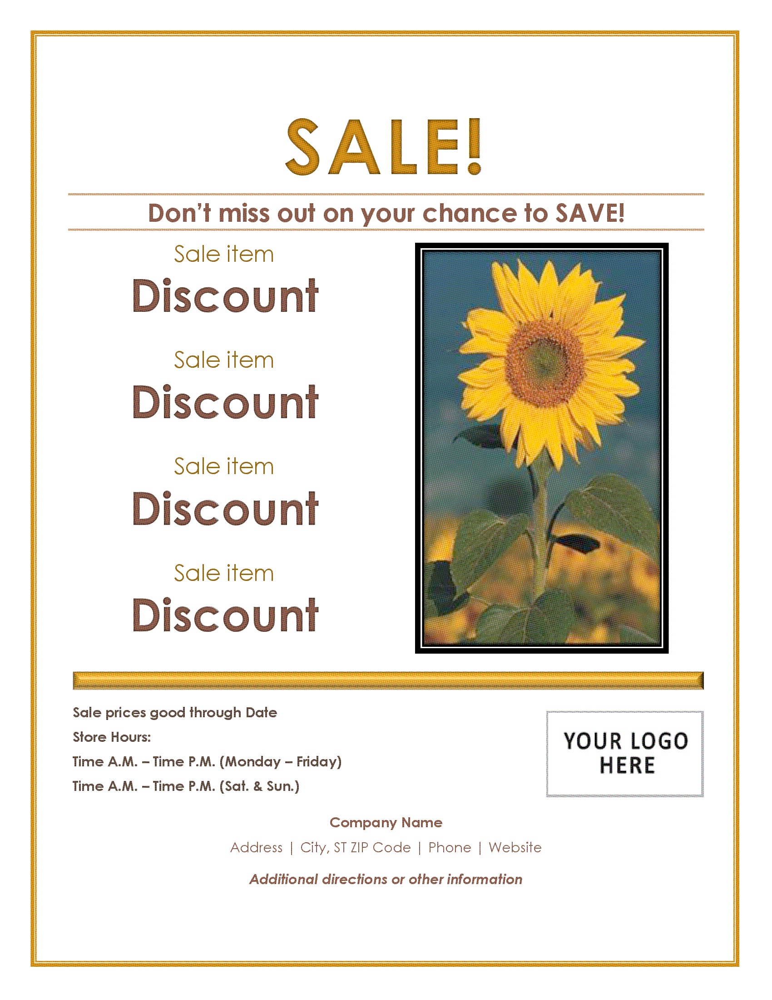 SALE!
Don’t miss out on your chance to SAVE!
Sale item
Discount
Sale item
Discount
Sale item
Discount
Sale item
Discount
Sale prices good through Date
Store Hours:
Time A.M. – Time P.M. (Monday – Friday)
Time A.M. – Time P.M. (Sat. & Sun.)
YOUR LOGO
HERE
Company Name
Address | City, ST ZIP Code | Phone | Website
Additional directions or other information